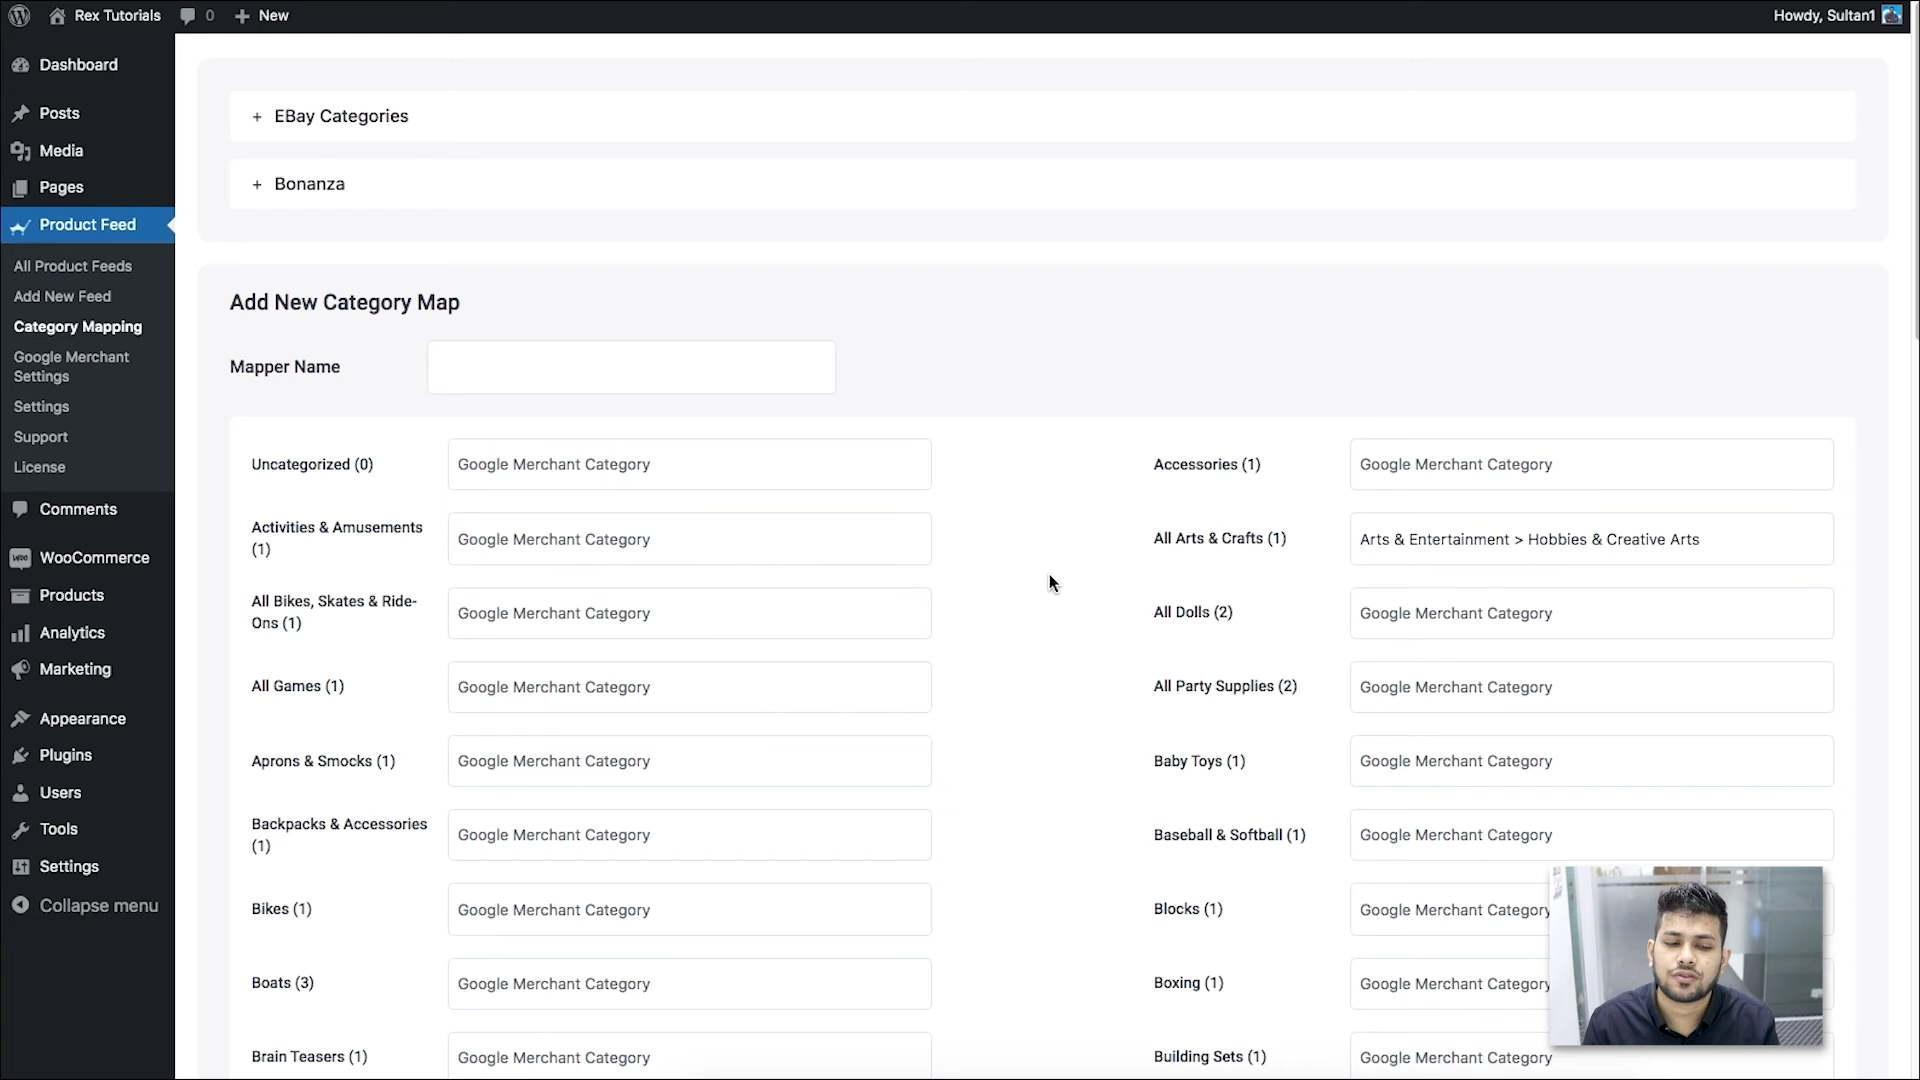 Rex Tutorials 0 + New Howdy, Sultan1
Dashboard
Posts
Media
Pages
Product Feed
All Product Feeds
Add New Feed
Category Mapping
Google Merchant
Settings
Settings
Support
License
Comments
WooCommerce
Products
Analytics
Marketing
Appearance
Plugins
Users
Tools
Settings
Collapse menu
+ EBay Categories
+ Bonanza
Add New Category Map
Mapper Name
Uncategorized (0) Google Merchant Category Accessories (1) Google Merchant Category
Activities & Amusements
(1) Google Merchant Category All Arts & Crafts (1) Arts & Entertainment > Hobbies & Creative Arts
All Bikes, Skates & Ride-
Ons (1) Google Merchant Category All Dolls (2) Google Merchant Category
All Games (1) Google Merchant Category All Party Supplies (2) Google Merchant Category
Aprons & Smocks (1) Google Merchant Category Baby Toys (1) Google Merchant Category
Backpacks & Accessories
(1) Google Merchant Category Baseball & Softball (1) Google Merchant Category
Bikes (1) Google Merchant Category Blocks (1) Google Merchant Category
Boats (3) Google Merchant Category Boxing (1) Google Merchant Category
Brain Teasers (1) Google Merchant Category Building Sets (1) Google Merchant Category